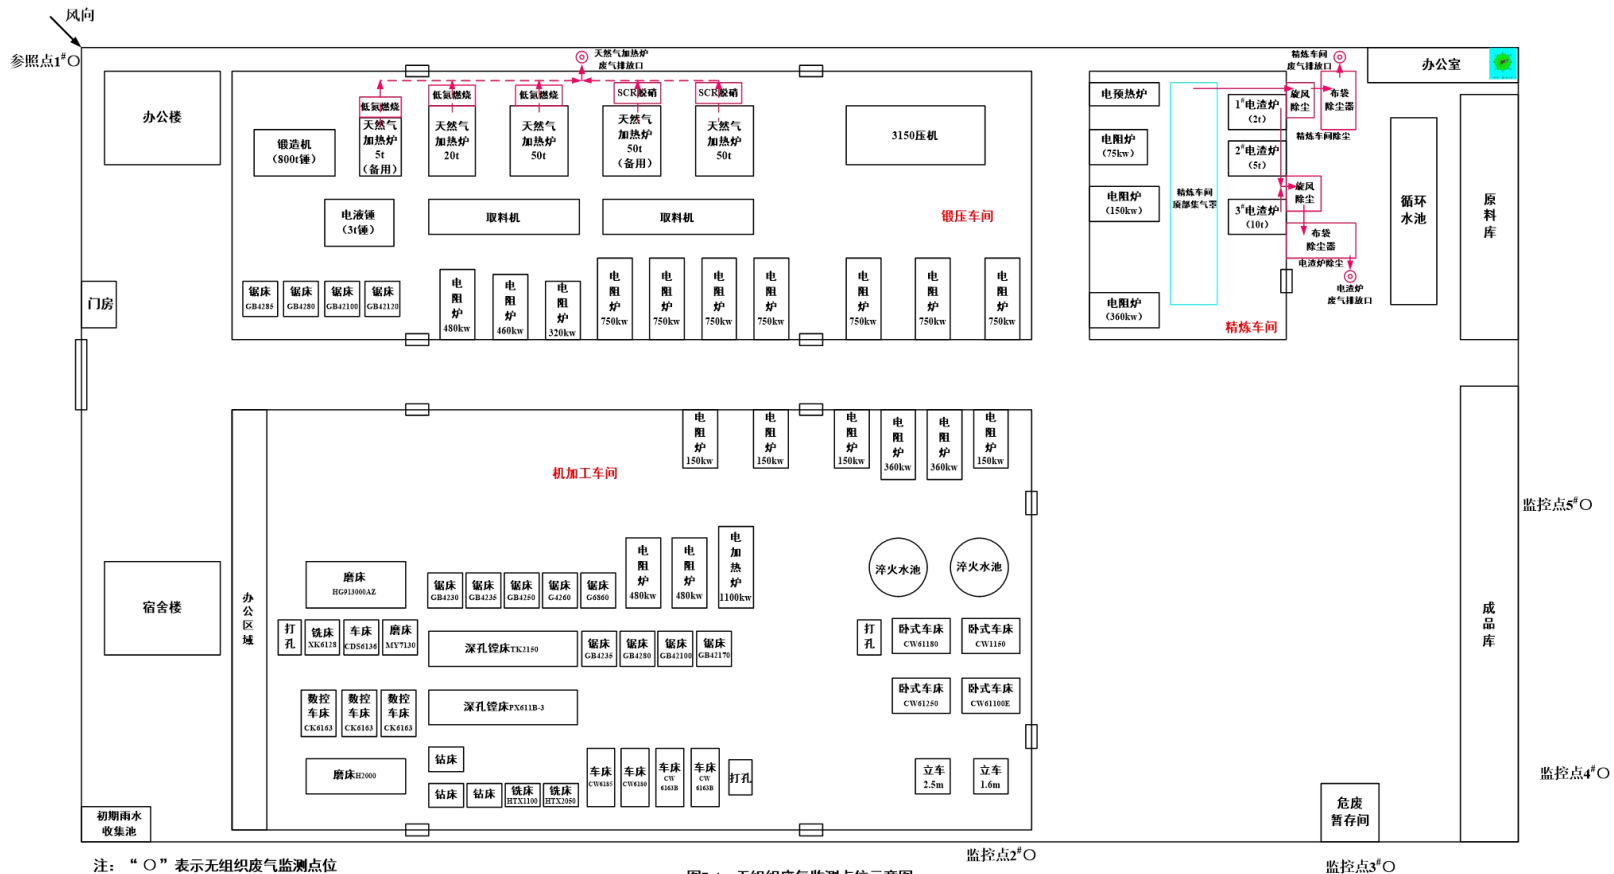 风向
参照点1#〇
办公楼
门房
宿舍楼
初期雨水
收集池
天然气加热炉
废气排放口
低氮燃烧
低氮燃烧
低氮燃烧
SCR脱硝
SCR脱硝
锻造机
(800t锤)
天然气
加热炉
5t
(备用)
天然气
加热炉
20t
天然气
加热炉
50t
天然气
加热炉
50t
(备用)
天然气
加热炉
50t
3150压机
电液锤
(3t锤)
取料机
取料机
锻压车间
锯床
GB4285
锯床
GB4280
锯床
GB42100
锯床
GB42120
电阻炉
480kw
电阻炉
460kw
电阻炉
320kw
电阻炉
750kw
电阻炉
750kw
电阻炉
750kw
电阻炉
750kw
电阻炉
750kw
电阻炉
750kw
电阻炉
750kw
电预热炉
电阻炉
(75kw)
电阻炉
(150kw)
电阻炉
(360kw)
精炼车间
顶部集气罩
1#电渣炉
(2t)
2#电渣炉
(5t)
3#电渣炉
(10t)
精炼车间
废气排放口
旋风
除尘
布袋
除尘器
精炼车间除尘
旋风
除尘
布袋
除尘器
电渣炉除尘
电渣炉
废气排放口
精炼车间
办公室
循环
水池
原料库
成品库
办公区域
机加工车间
电阻炉
150kw
电阻炉
150kw
电阻炉
150kw
电阻炉
360kw
电阻炉
360kw
电阻炉
150kw
磨床
HG913000AZ
锯床
GB4230
锯床
GB4235
锯床
GB4250
锯床
G4260
锯床
G6860
电阻炉
480kw
电阻炉
480kw
电加热炉
1100kw
淬火水池
淬火水池
打孔
铣床
XK6128
车床
CDS6136
磨床
MY7130
深孔镗床TK2150
锯床
GB4235
锯床
GB4280
锯床
GB42100
锯床
GB42170
打孔
卧式车床
CW61180
卧式车床
CW1150
数控
车床
CK6163
数控
车床
CK6163
数控
车床
CK6163
深孔镗床PX611B-3
卧式车床
CW61250
卧式车床
CW61100E
磨床H2000
钻床
钻床
钻床
铣床
HTX1100
铣床
HTX2050
车床
CW6185
车床
CW6180
车床
CW
6163B
车床
CW
6163B
打孔
立车
2.5m
立车
1.6m
危废
暂存间
监控点5#〇
监控点4#〇
监控点2#〇
监控点3#〇
注：“〇”表示无组织废气监测点位